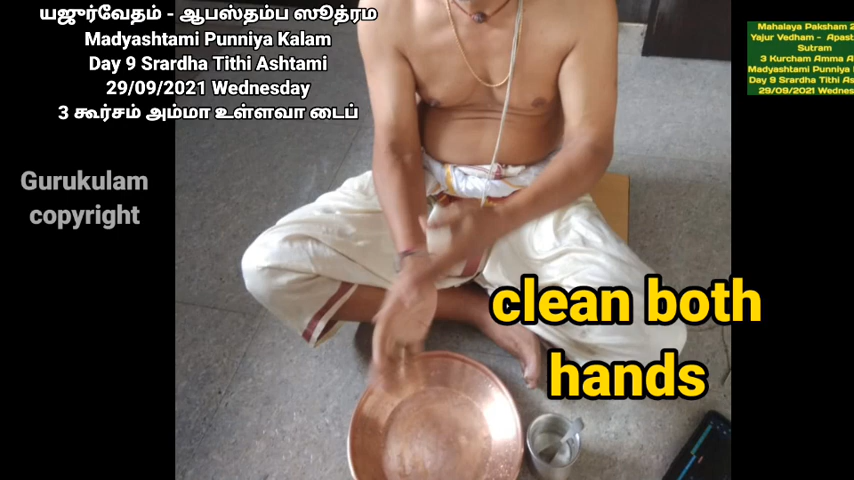 யஜுர்வேதம் - ஆபஸ்தம்ப ஸூத்ரம
Madyashtami Punniya Kalam
Day 9 Srardha Tithi Ashtami
29/09/2021 Wednesday
3 கூர்சம் அம்மா உள்ளவா டைப்
Mahalaya Paksham 2
Yajur Vedham - Apast
Sutram
3 Kurcham Amma A
Madyashtami Punniya
Day 9 Srardha Tithi As
29/09/2021 Wednes
Gurukulam
copyright
clean both
hands